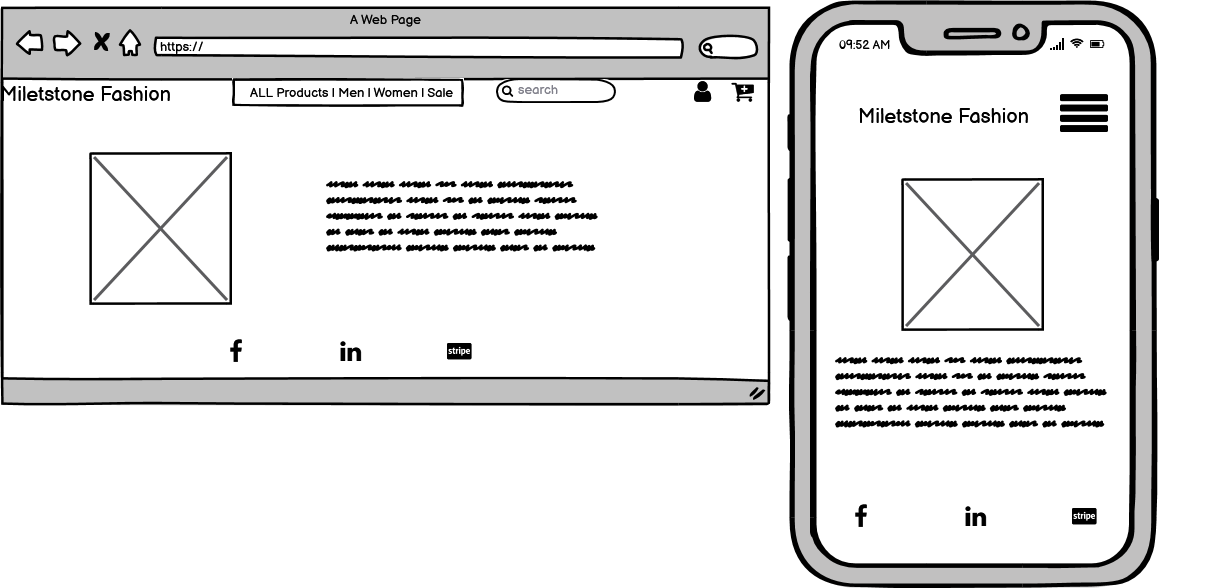 A Web Page
https://
Miletstone Fashion
ALL Products | Men | Women | Sale
search
f
in
stripe
09:52 AM
Miletstone Fashion
f
in
stripe